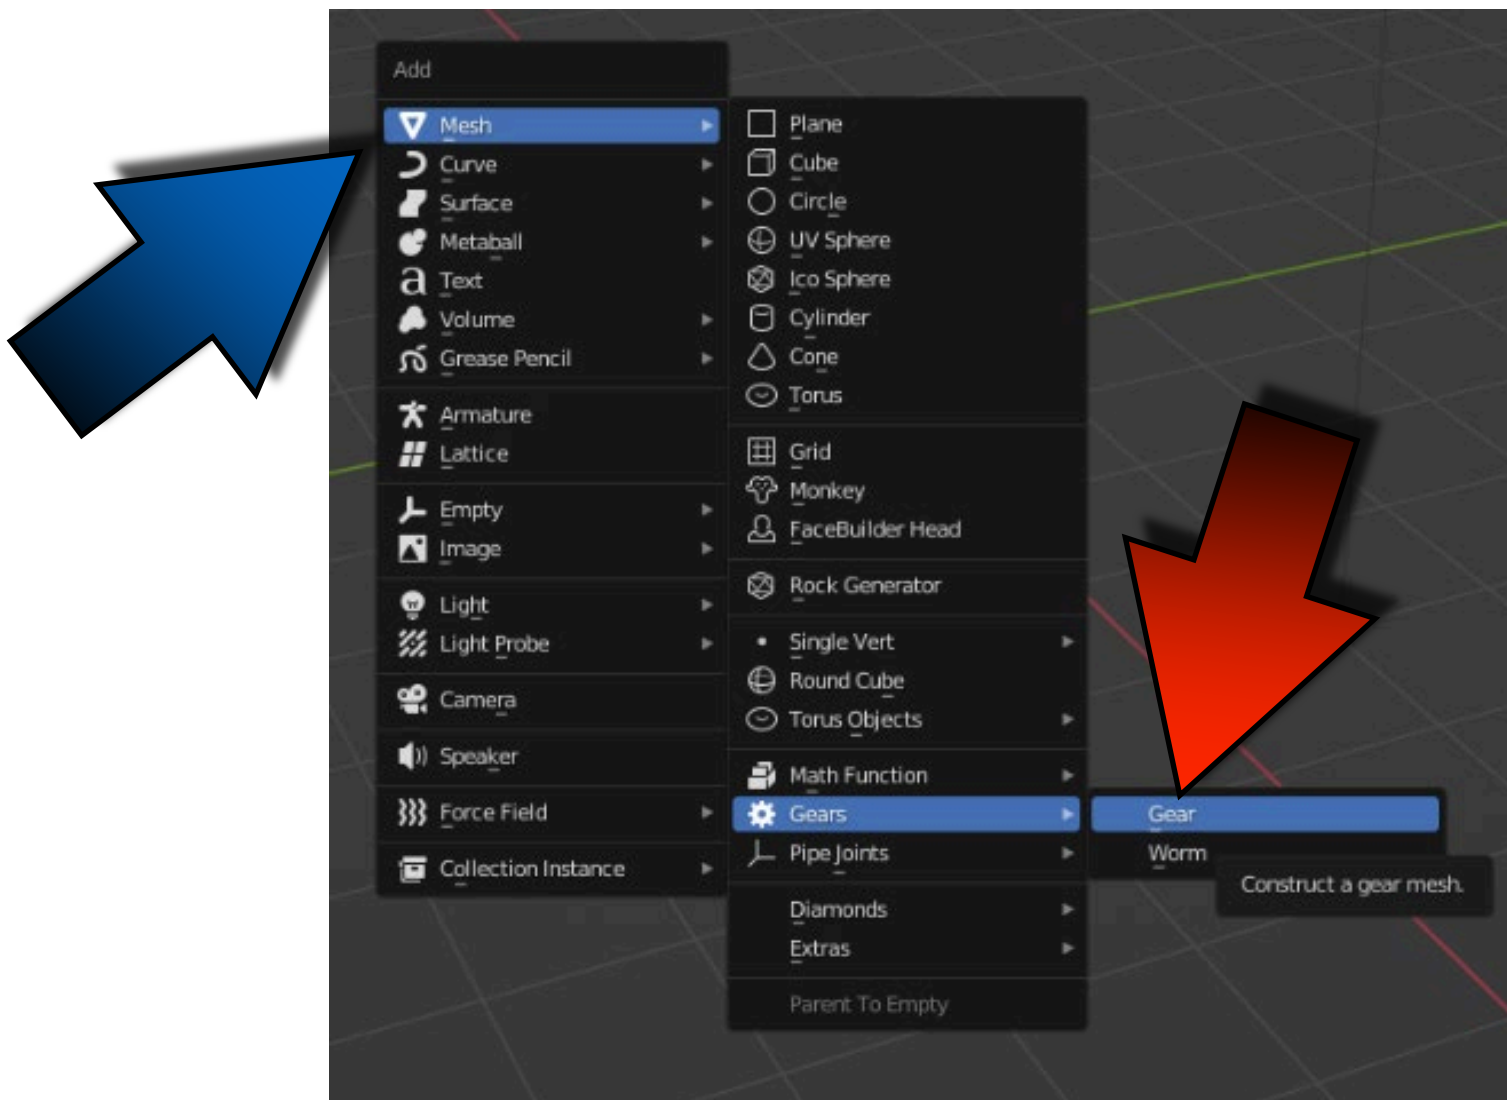 Add
Mesh
Curve
Surface
Metaball
Text
Volume
Grease Pencil
Armature
Lattice
Empty
Image
Light
Light Probe
Camera
Speaker
Force Field
Collection Instance
Plane
Cube
Circle
UV Sphere
Ico Sphere
Cylinder
Cone
Torus
Grid
Monkey
FaceBuilder Head
Rock Generator
Single Vert
Round Cube
Torus Objects
Math Function
Gears
Pipe Joints
Diamonds
Extras
Parent To Empty
Gear
Worm
Construct a gear mesh.